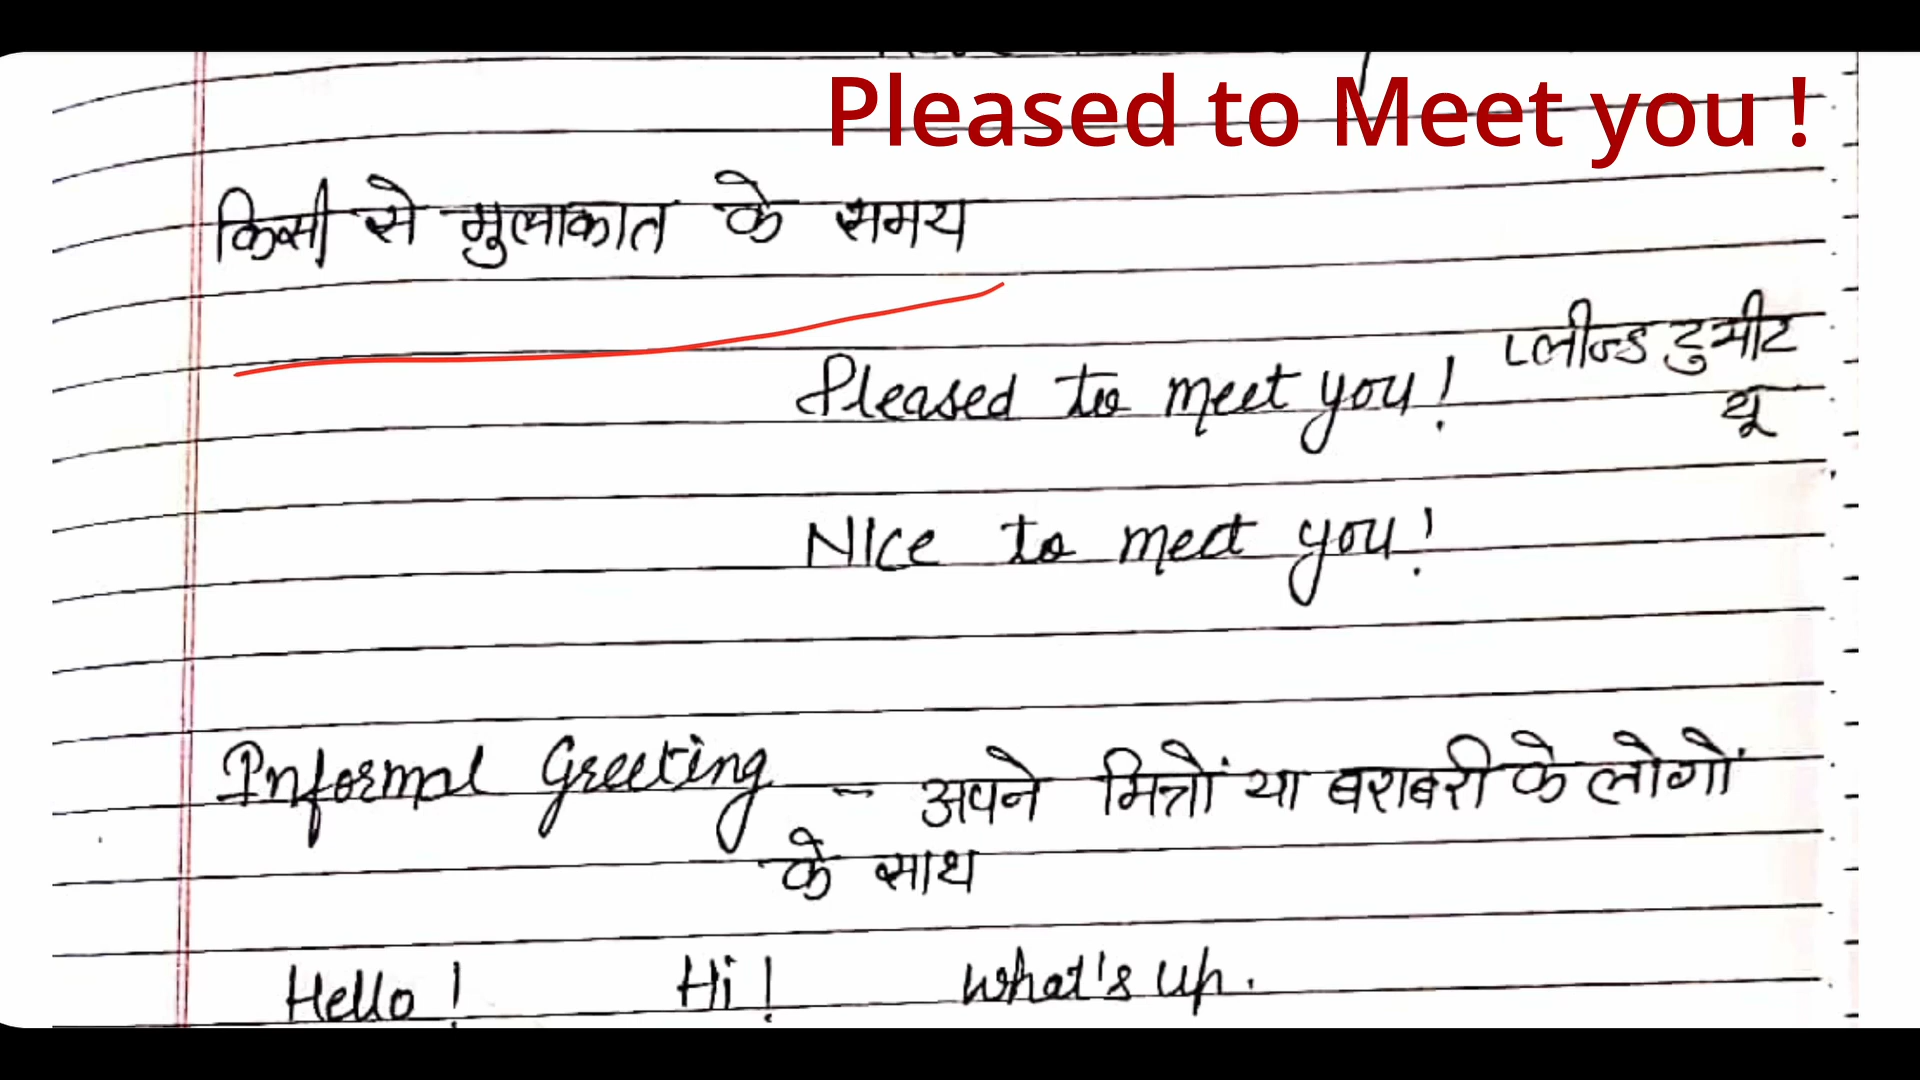 Pleased to Meet you !
किसी से मुलाकात के समय
Pleased to meet you! प्लीज्ड टु मीट
यू
Nice to meet you!
Informal Greeting - अपने मित्रों या बराबरी के लोगों
के साथ
Hello ! Hi ! What's up.